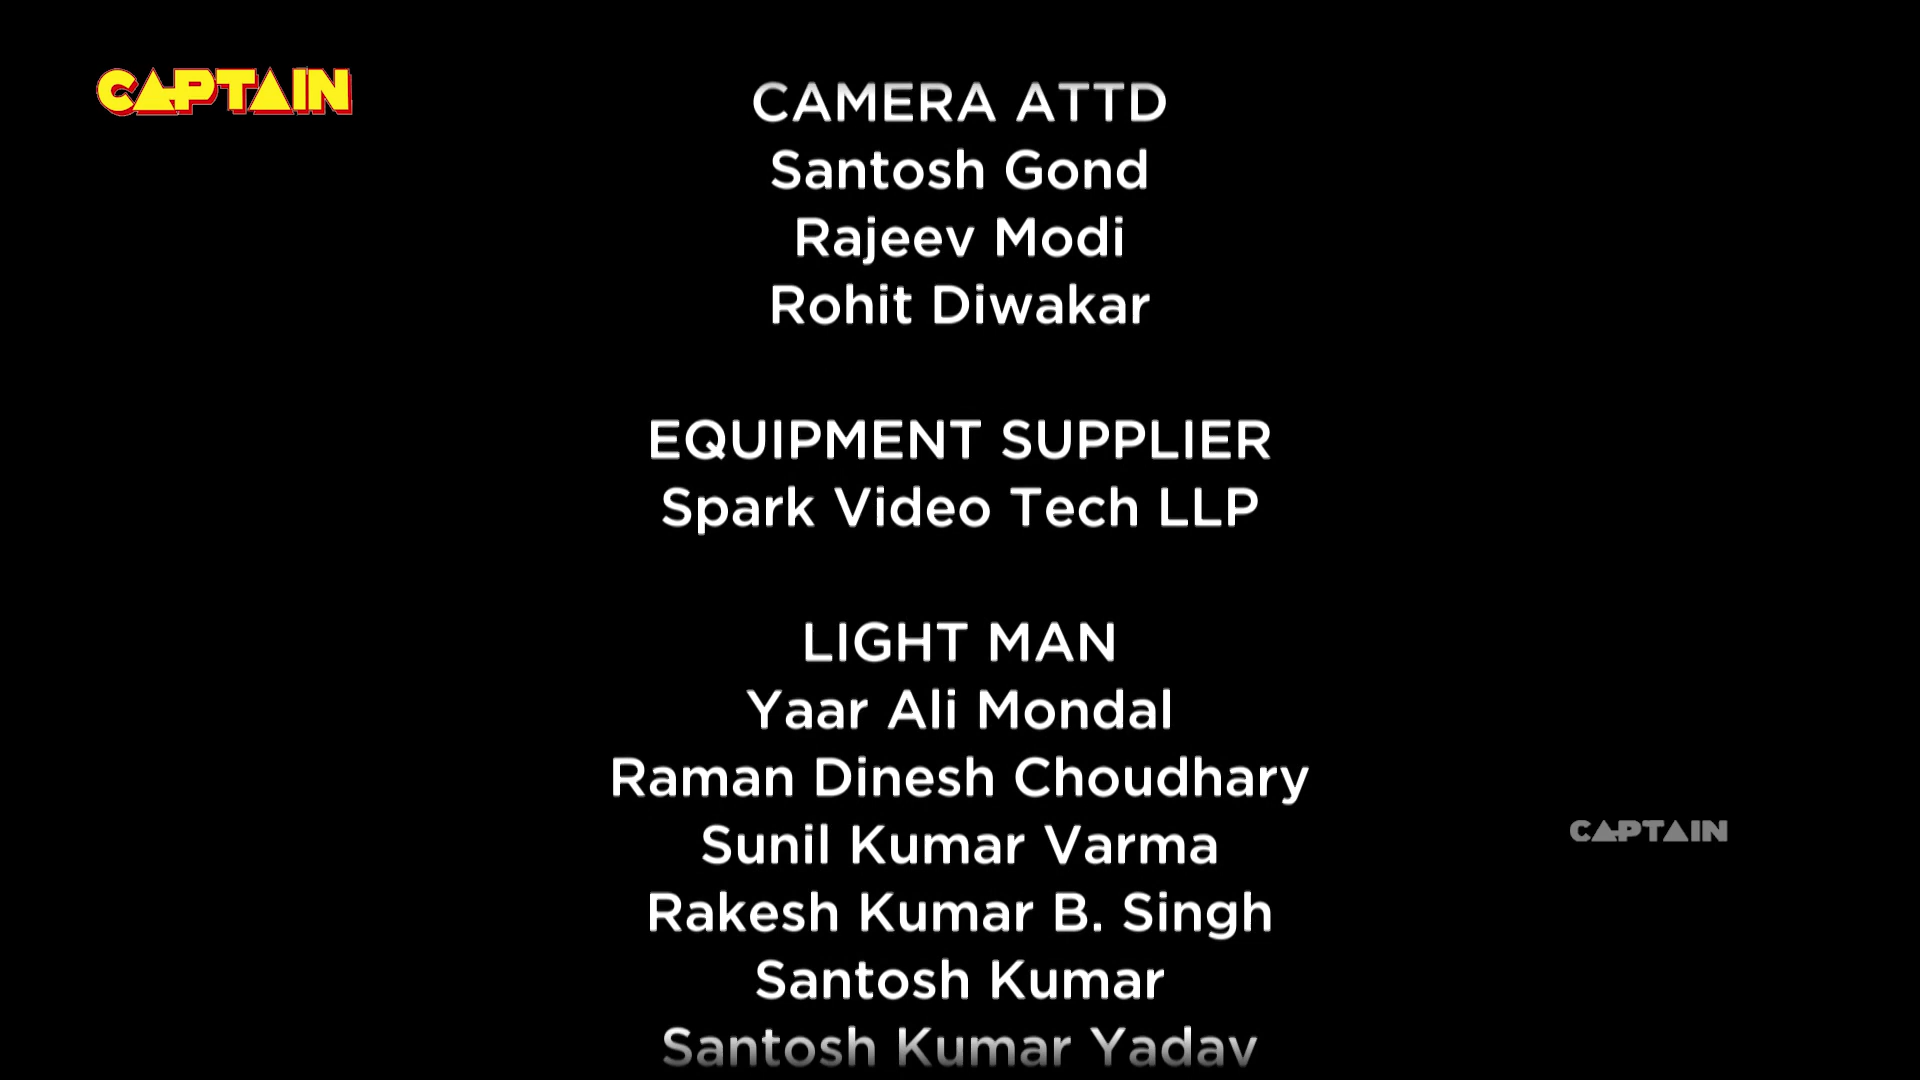 CAPTAIN
CAMERA ATTD
Santosh Gond
Rajeev Modi
Rohit Diwakar
EQUIPMENT SUPPLIER
Spark Video Tech LLP
LIGHT MAN
Yaar Ali Mondal
Raman Dinesh Choudhary
Sunil Kumar Varma
CAPTAIN
Rakesh Kumar B. Singh
Santosh Kumar
Santosh Kumar Yadav